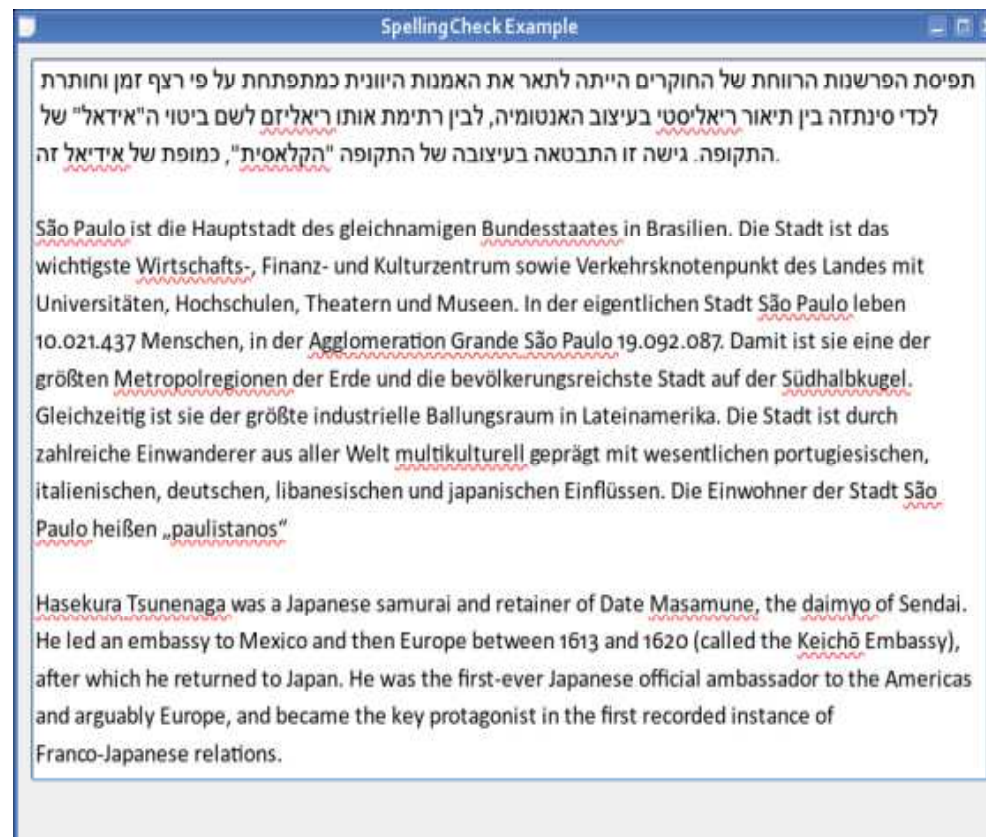 SpellingCheck Example
תפיסת הפרשנות הרווחת של החוקרים הייתה לתאר את האמנות היוונית כמתפתחת על פי רצף זמן וחותרת
לכדי סינתזה בין תיאור ריאליסטי בעיצוב האנטומיה, לבין רתימת אותו ריאליזם לשם ביטוי ה"אידאל" של
התקופה. גישה זו התבטאה בעיצובה של התקופה "הקלאסית", כמופת של אידיאל זה.
São Paulo ist die Hauptstadt des gleichnamigen Bundesstaates in Brasilien. Die Stadt ist das
wichtigste Wirtschafts-, Finanz- und Kulturzentrum sowie Verkehrsknotenpunkt des Landes mit
Universitäten, Hochschulen, Theatern und Museen. In der eigentlichen Stadt São Paulo leben
10.021.437 Menschen, in der Agglomeration Grande São Paulo 19.092.087. Damit ist sie eine der
größten Metropolregionen der Erde und die bevölkerungsreichste Stadt auf der Südhalbkugel.
Gleichzeitig ist sie der größte industrielle Ballungsraum in Lateinamerika. Die Stadt ist durch
zahlreiche Einwanderer aus aller Welt multikulturell geprägt mit wesentlichen portugiesischen,
italienischen, deutschen, libanesischen und japanischen Einflüssen. Die Einwohner der Stadt São
Paulo heißen „paulistanos“
Hasekura Tsunenaga was a Japanese samurai and retainer of Date Masamune, the daimyo of Sendai.
He led an embassy to Mexico and then Europe between 1613 and 1620 (called the Keichō Embassy),
after which he returned to Japan. He was the first-ever Japanese official ambassador to the Americas
and arguably Europe, and became the key protagonist in the first recorded instance of
Franco-Japanese relations.